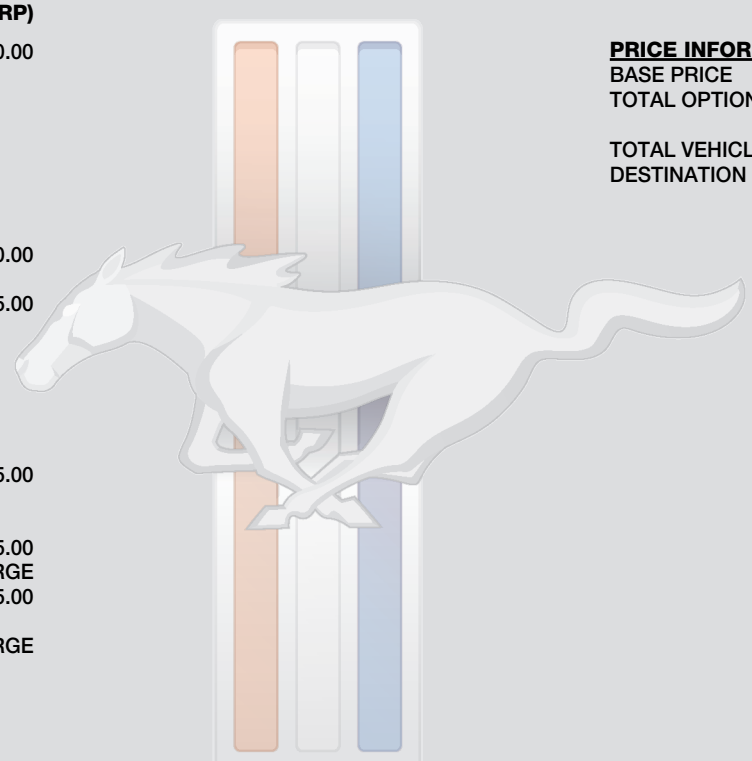 RP)
0.00
0.00
5.00
5.00
5.00
RGE
5.00
RGE
PRICE INFOR
BASE PRICE
TOTAL OPTION
TOTAL VEHICL
DESTINATION